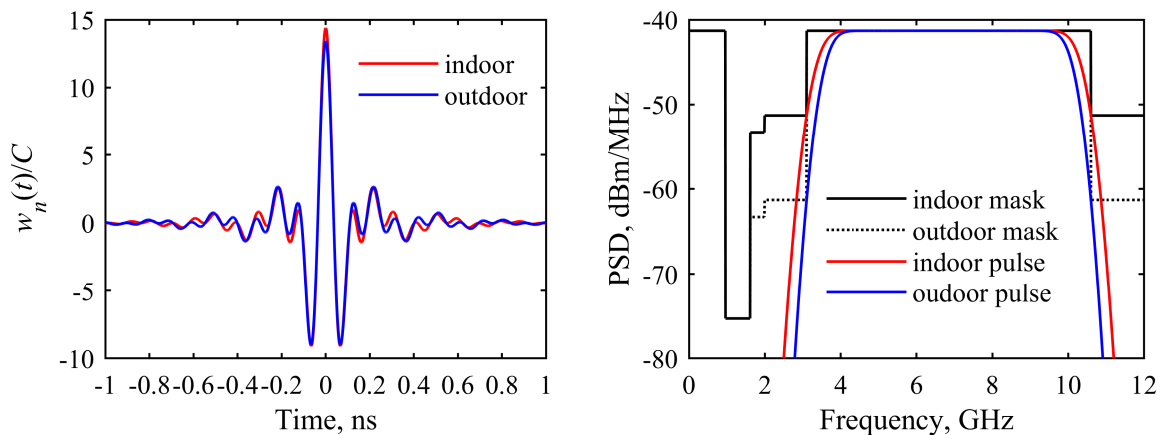 15
10
5
0
-5
-10
w_n(t)/C
indoor
outdoor
-1 -0.8 -0.6 -0.4 -0.2 0 0.2 0.4 0.6 0.8 1
Time, ns
-40
-50
-60
-70
-80
PSD, dBm/MHz
indoor mask
outdoor mask
indoor pulse
oudoor pulse
0 2 4 6 8 10 12
Frequency, GHz